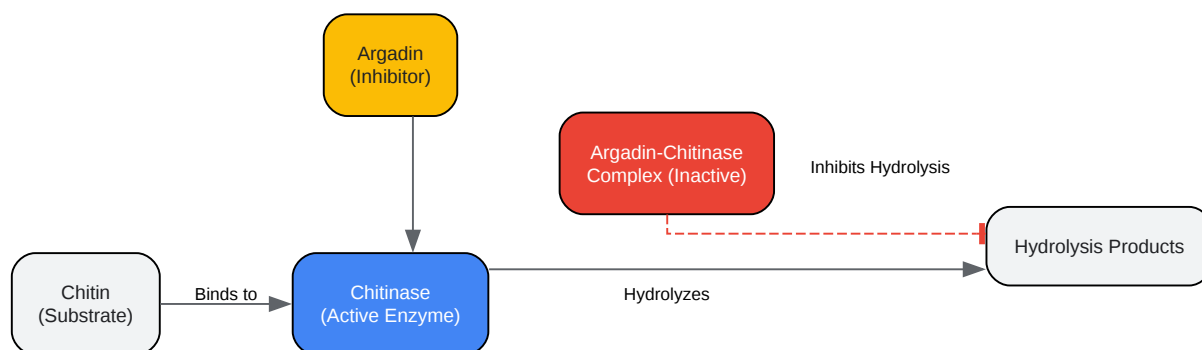 Argadin
(Inhibitor)
Argadin-Chitinase
Complex (Inactive)
Inhibits Hydrolysis
Hydrolysis Products
Chitin
(Substrate)
Binds to
Chitinase
(Active Enzyme)
Hydrolyzes